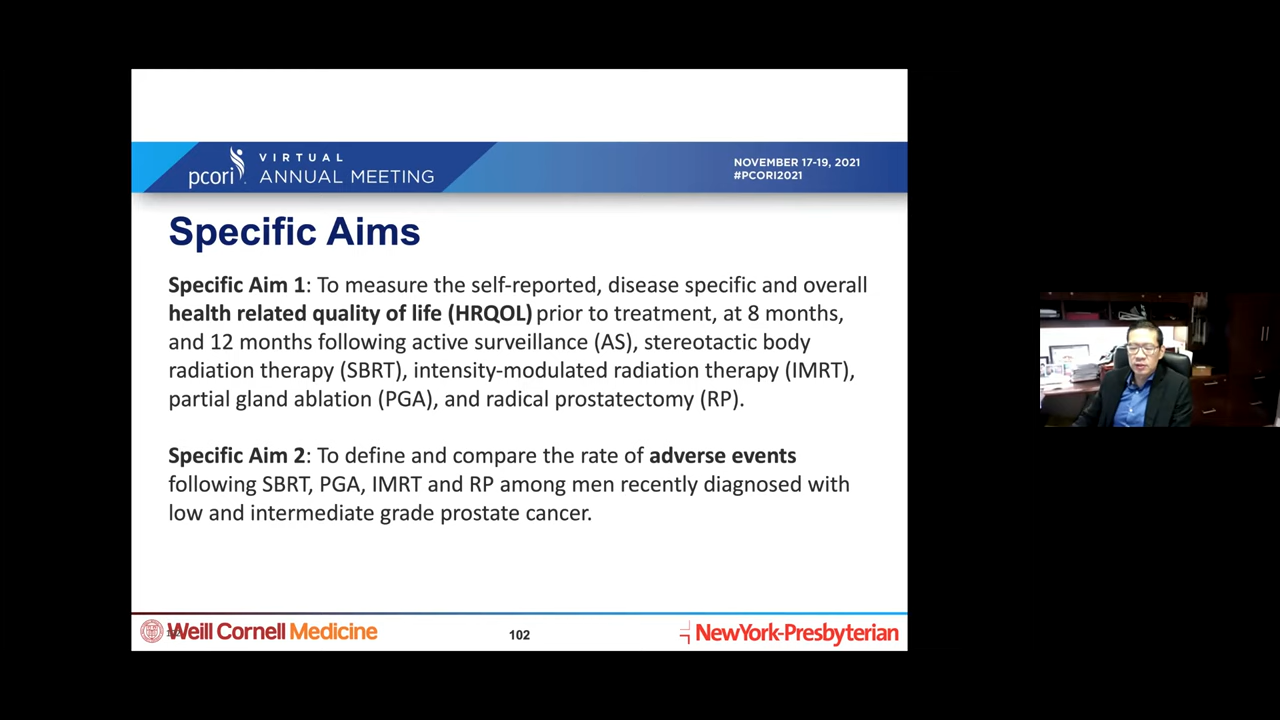 pcori.
VIRTUAL
ANNUAL MEETING
NOVEMBER 17-19, 2021
#PCORI2021
Specific Aims
Specific Aim 1: To measure the self-reported, disease specific and overall
health related quality of life (HRQOL) prior to treatment, at 8 months,
and 12 months following active surveillance (AS), stereotactic body
radiation therapy (SBRT), intensity-modulated radiation therapy (IMRT),
partial gland ablation (PGA), and radical prostatectomy (RP).
Specific Aim 2: To define and compare the rate of adverse events
following SBRT, PGA, IMRT and RP among men recently diagnosed with
low and intermediate grade prostate cancer.
Weill Cornell Medicine
102
NewYork-Presbyterian